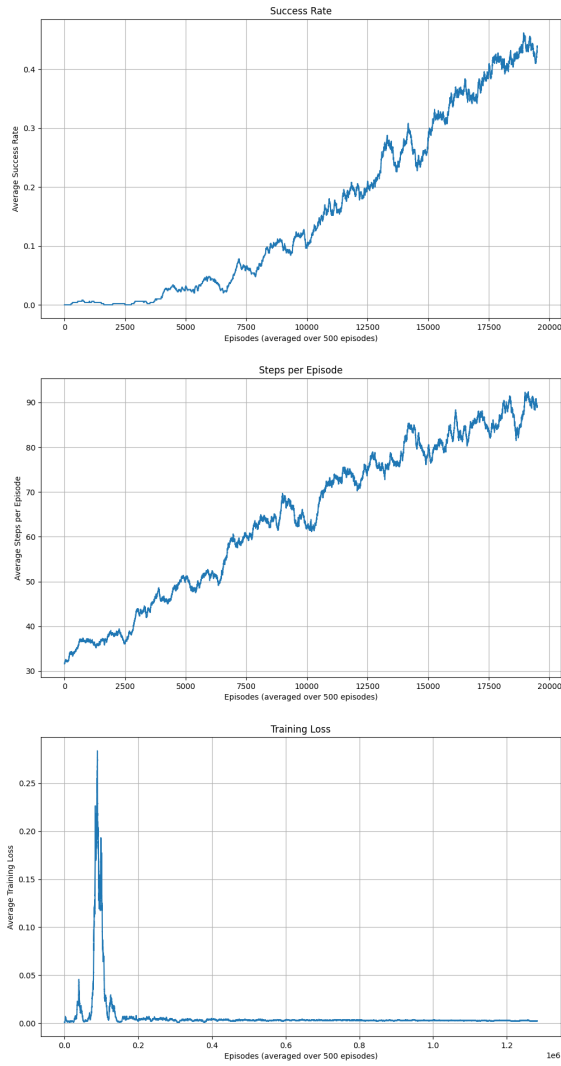 Success Rate
Average Success Rate
0.4
0.3
0.2
0.1
0.0
0 2500 5000 7500 10000 12500 15000 17500 20000
Episodes (averaged over 500 episodes)
Steps per Episode
Average Steps per Episode
90
80
70
60
50
40
30
0 2500 5000 7500 10000 12500 15000 17500 20000
Episodes (averaged over 500 episodes)
Training Loss
Average Training Loss
0.25
0.20
0.15
0.10
0.05
0.00
0.0 0.2 0.4 0.6 0.8 1.0 1.2
1e6
Episodes (averaged over 500 episodes)